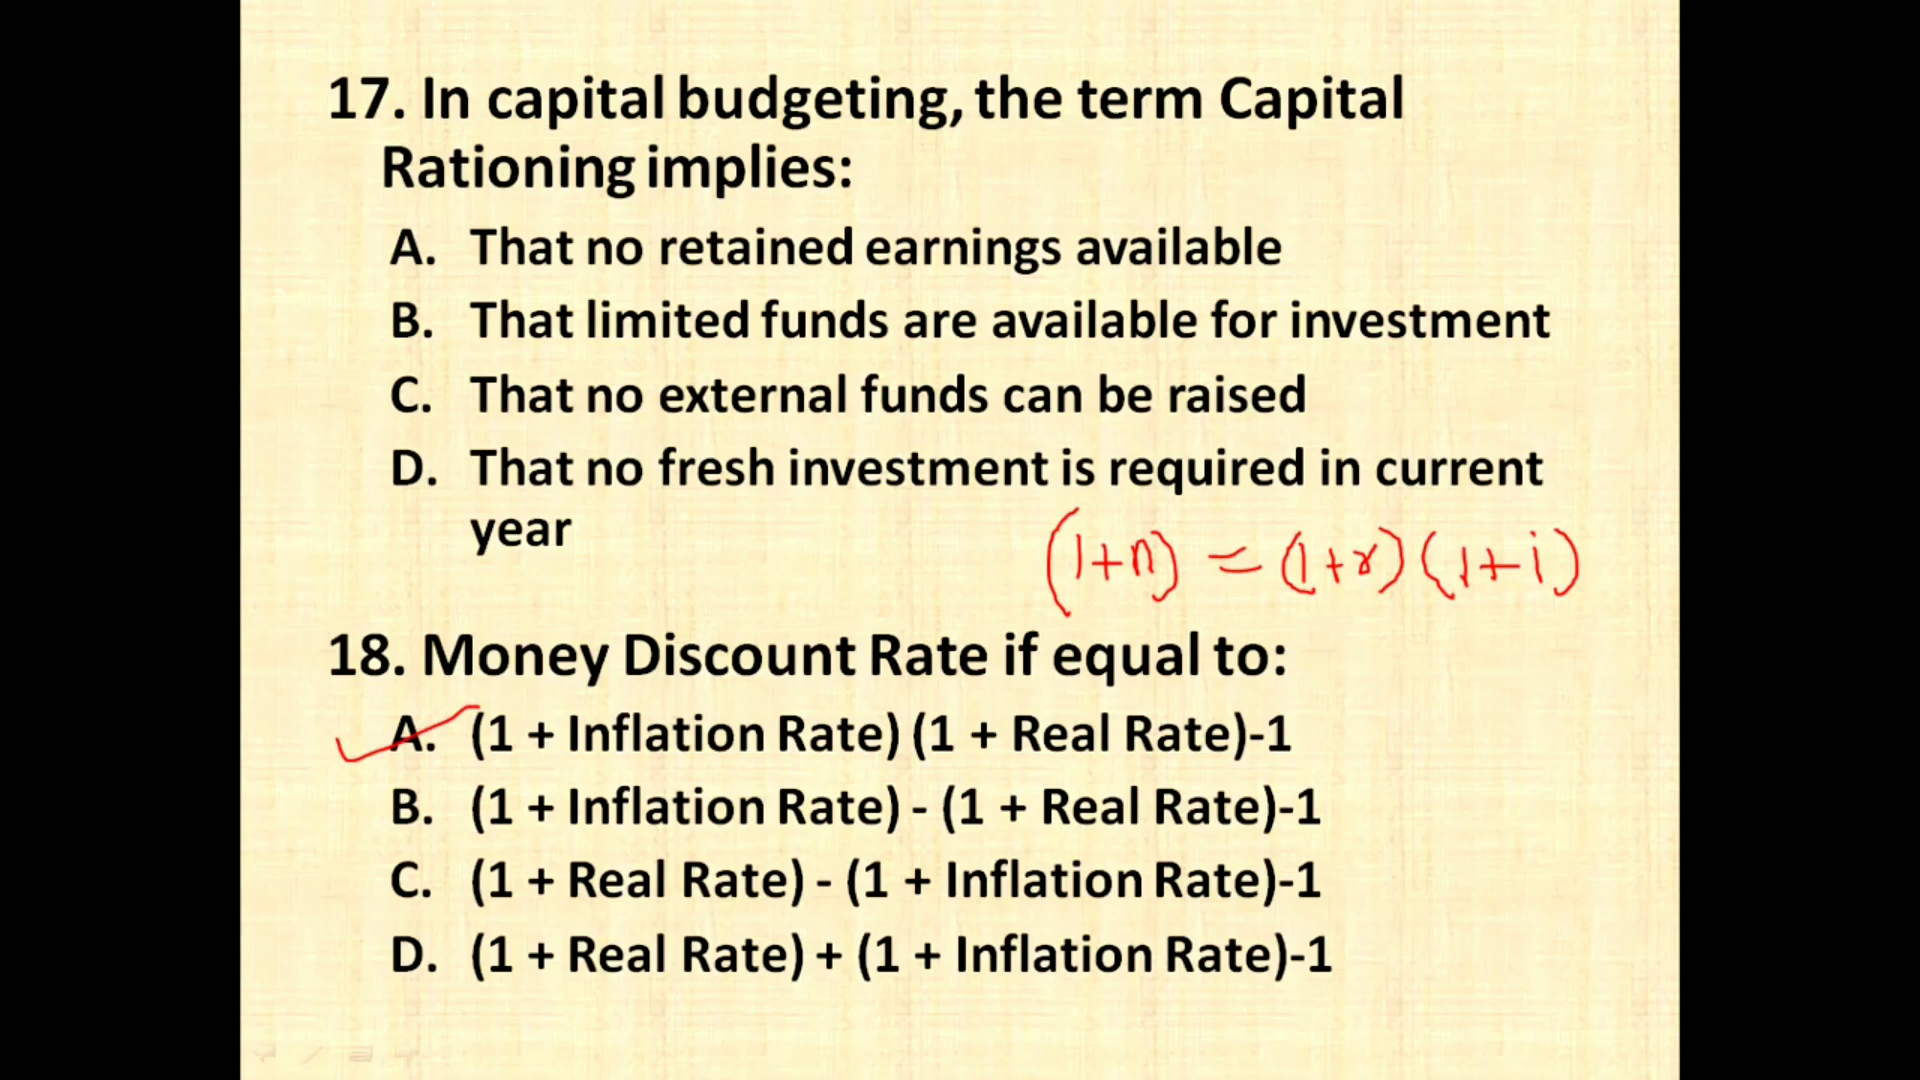 17. In capital budgeting, the term Capital
Rationing implies:
A. That no retained earnings available
B. That limited funds are available for investment
C. That no external funds can be raised
D. That no fresh investment is required in current
year
(1+n) = (1+r) (1+i)
18. Money Discount Rate if equal to:
A. (1 + Inflation Rate) (1 + Real Rate)-1
B. (1 + Inflation Rate) - (1 + Real Rate)-1
C. (1 + Real Rate) - (1 + Inflation Rate)-1
D. (1 + Real Rate) + (1 + Inflation Rate)-1